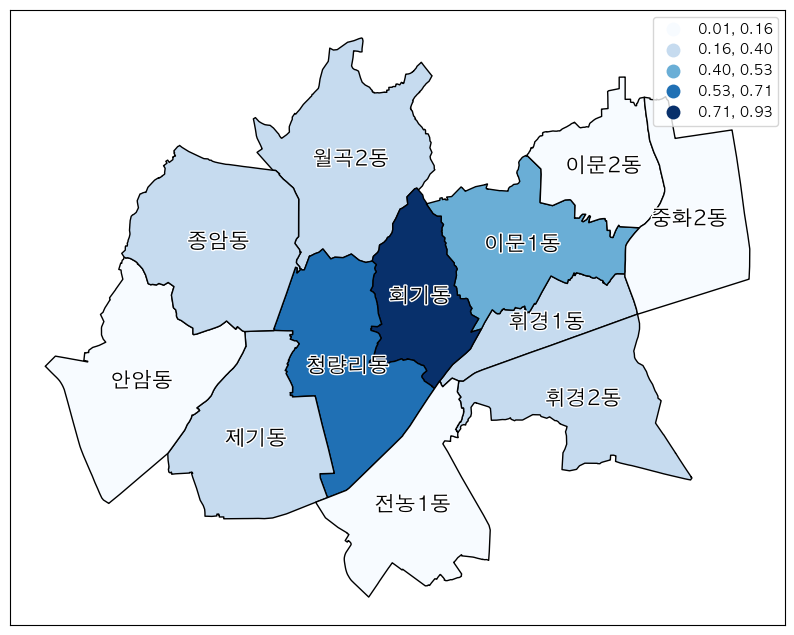 0.01, 0.16
0.16, 0.40
0.40, 0.53
0.53, 0.71
0.71, 0.93
월곡2동
이문2동
중화2동
종암동
이문1동
회기동
휘경1동
청량리동
안암동
휘경2동
제기동
전농1동